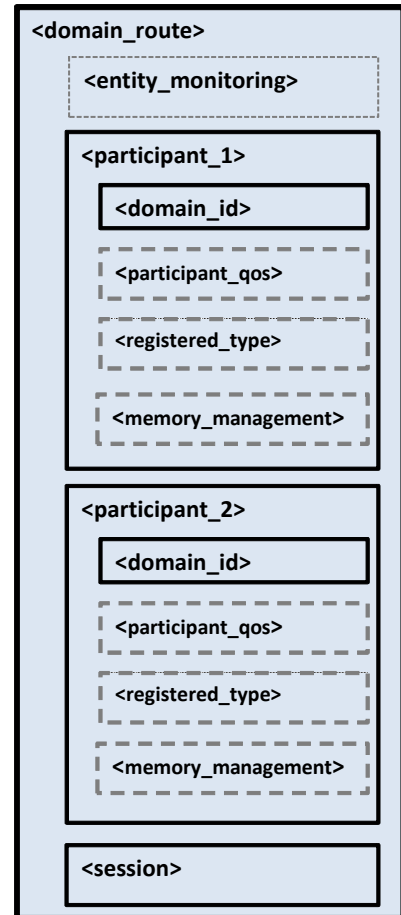 <domain_route>
<entity_monitoring>
<participant_1>
<domain_id>
<participant_qos>
<registered_type>
<memory_management>
<participant_2>
<domain_id>
<participant_qos>
<registered_type>
<memory_management>
<session>